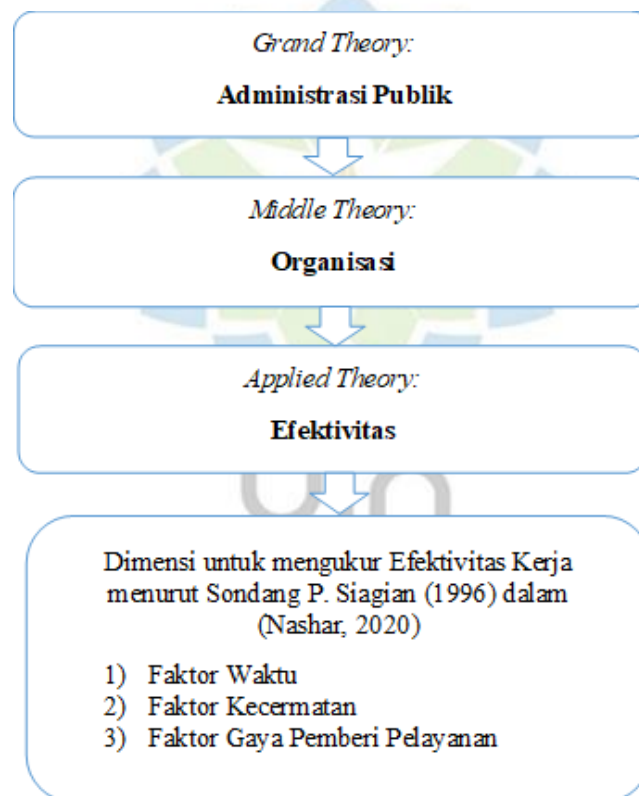 Grand Theory:
Administrasi Publik
Middle Theory:
Organisasi
Applied Theory:
Efektivitas
uin
Dimensi untuk mengukur Efektivitas Kerja
menurut Sondang P. Siagian (1996) dalam
(Nashar, 2020)
1) Faktor Waktu
2) Faktor Kecermatan
3) Faktor Gaya Pemberi Pelayanan